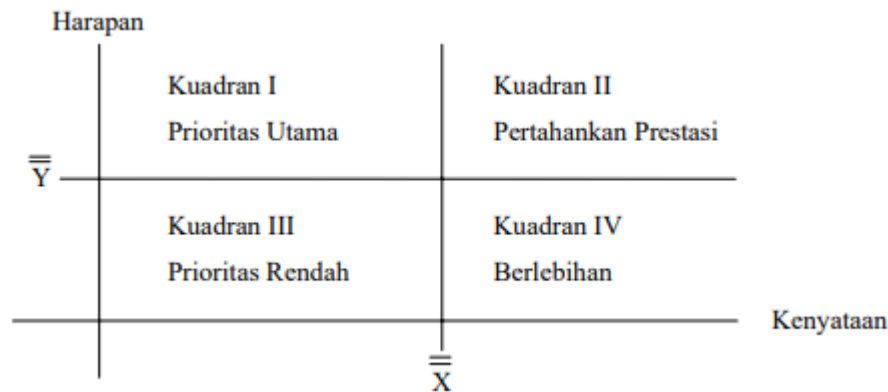 Harapan
Kuadran I
Prioritas Utama
Kuadran II
Pertahankan Prestasi
Y̿
Kuadran III
Prioritas Rendah
Kuadran IV
Berlebihan
Kenyataan
X̿